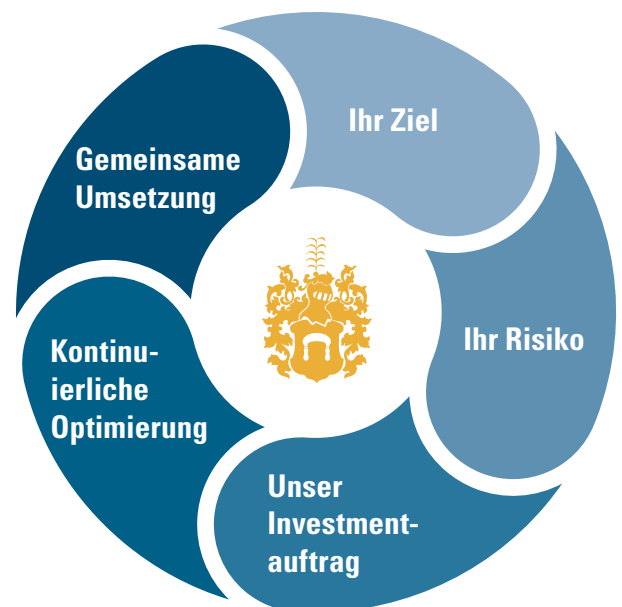 Ihr Ziel
Ihr Risiko
Unser
Investment-
auftrag
Kontinu-
ierliche
Optimierung
Gemeinsame
Umsetzung